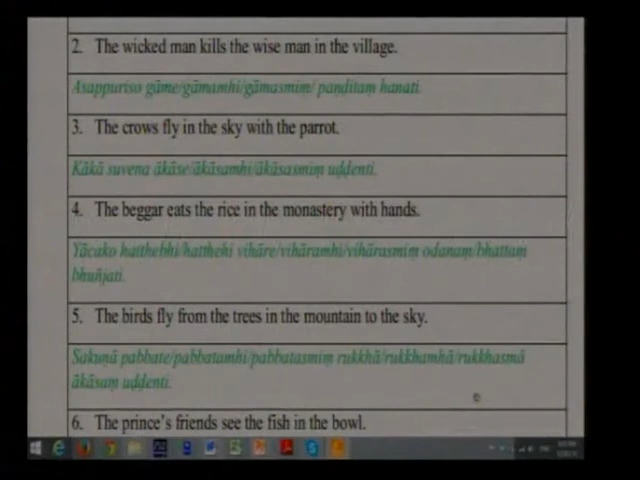 2. The wicked man kills the wise man in the village.
Asappuriso gāme/gāmamhi/gāmasmiṃ/ paṇḍitaṃ hanati.
3. The crows fly in the sky with the parrot.
Kākā suvena ākāse/ākāsamhi/ākāsasmiṃ uḍḍenti.
4. The beggar eats the rice in the monastery with hands.
Yācako hatthebhi/hatthehi vihāre/vihāramhi/vihārasmiṃ odanaṃ/bhattaṃ
bhuñjati.
5. The birds fly from the trees in the mountain to the sky.
Sakuṇā pabbate/pabbatamhi/pabbatasmiṃ rukkhā/rukkhamhā/rukkhasmā
ākāsaṃ uḍḍenti.
6. The prince's friends see the fish in the bowl.